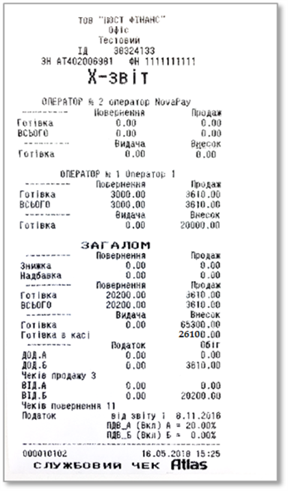 ТОВ "ПОСТ ФІНАНС"
Офіс
Тестовий
ІД 38324133
ЗН АТ402006981 ФН 1111111111
X-звіт
ОПЕРАТОР № 2 оператор NovaPay
---------- Повернення Продаж
Готівка 0.00 0.00
ВСЬОГО 0.00 0.00
---------- Видача Внесок
Готівка 0.00 0.00
ОПЕРАТОР № 1 Оператор 1
---------- Повернення Продаж
Готівка 3000.00 3610.00
ВСЬОГО 3000.00 3610.00
---------- Видача Внесок
Готівка 0.00 20000.00
ЗАГАЛОМ
---------- Повернення Продаж
Знижка 0.00 0.00
Надбавка 0.00 0.00
---------- Повернення Продаж
Готівка 20200.00 3610.00
ВСЬОГО 20200.00 3610.00
---------- Видача Внесок
Готівка 0.00 65300.00
Готівка в касі 26100.00
---------- Податок Обіг
ДОД.А 0.00 0.00
ДОД.Б 0.00 3610.00
Чеків продажу 3
ВІД.А 0.00 0.00
ВІД.Б 0.00 20200.00
Чеків повернення 11
Податок від звіту 1 8.11.2016
ПДВ_А (Вкл) А = 20.00%
ПДВ_Б (Вкл) Б = 0.00%
000010102 16.05.2018 15:25
СЛУЖБОВИЙ ЧЕК Atlas